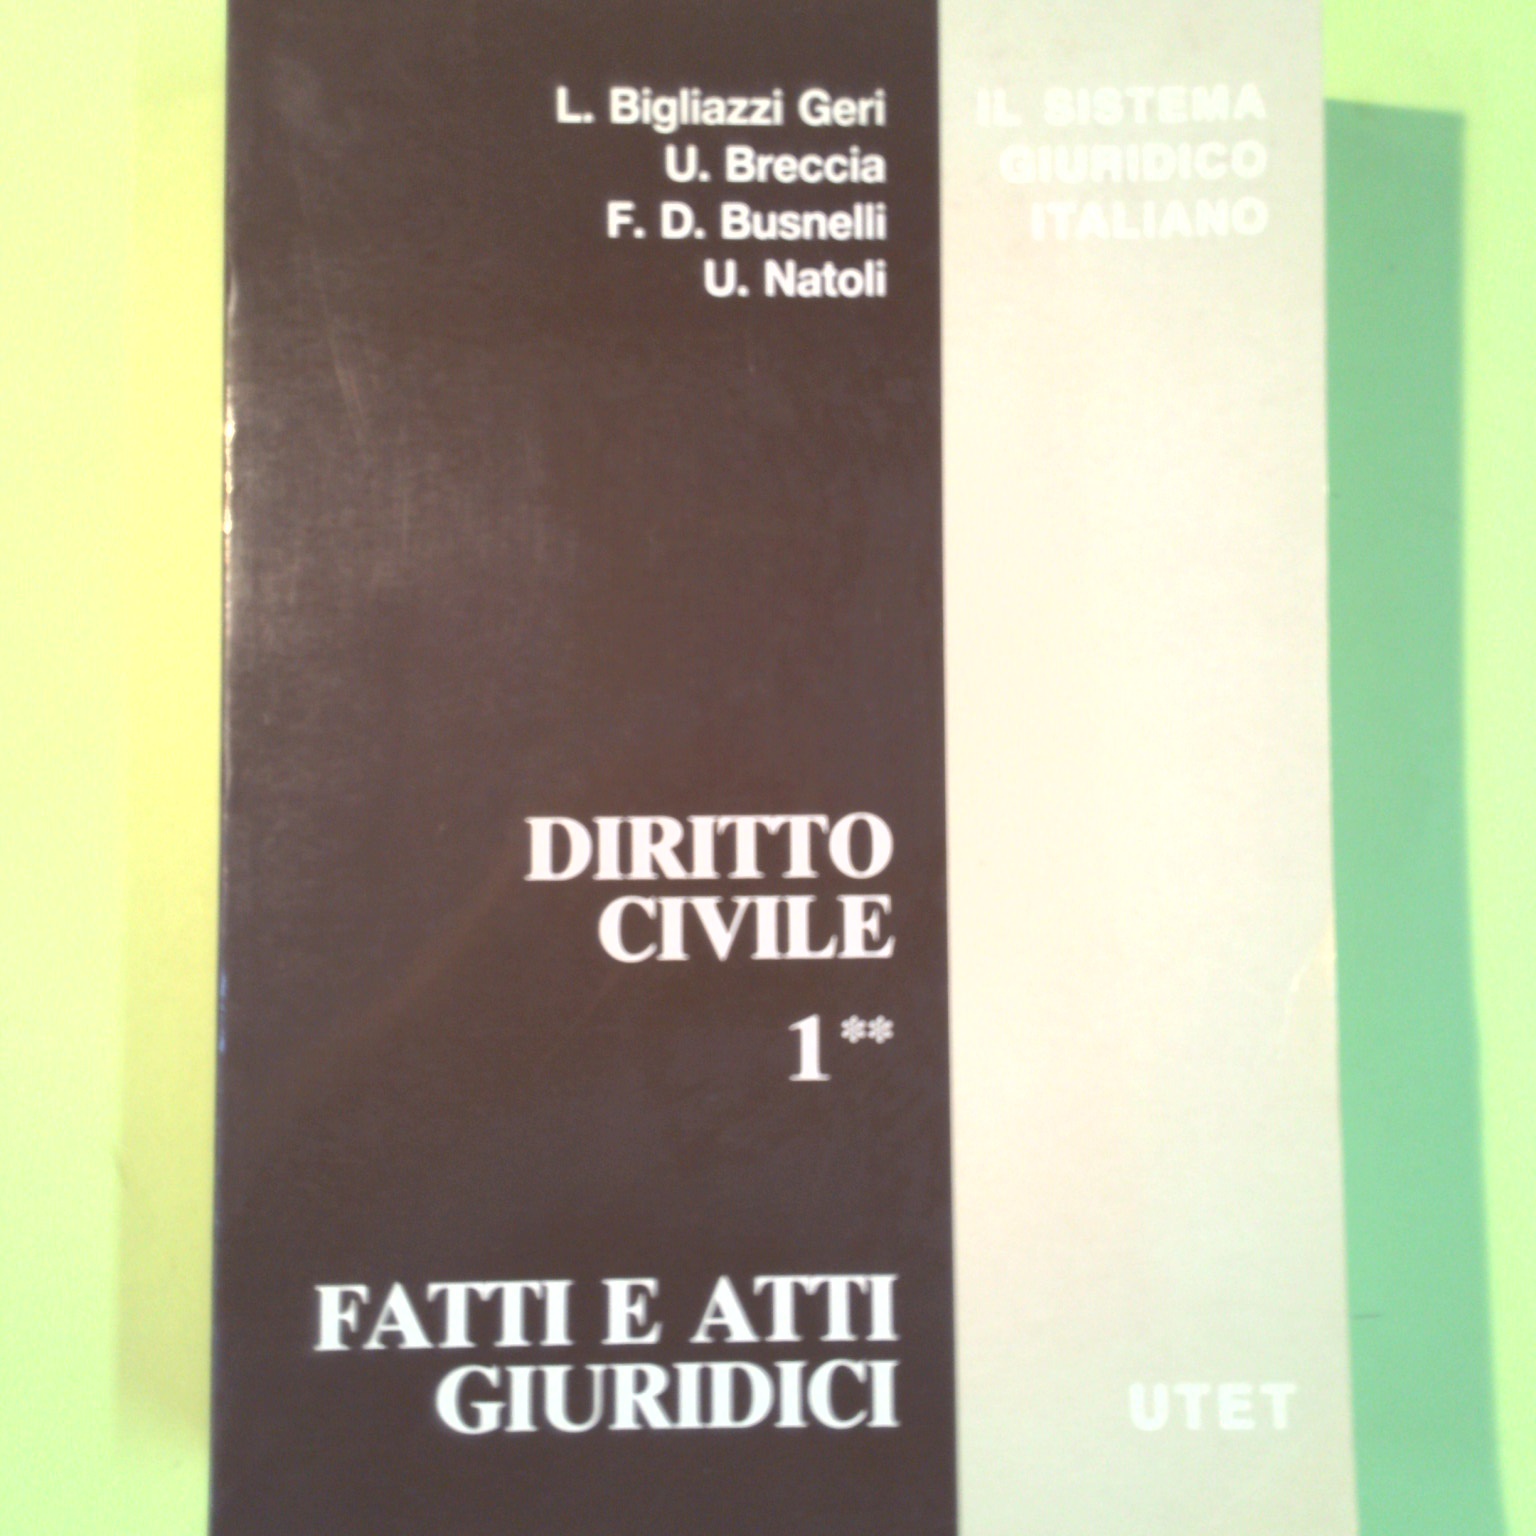 L. Bigliazzi Geri
U. Breccia
F. D. Busnelli
U. Natoli
IL SISTEMA
GIURIDICO
ITALIANO
DIRITTO
CIVILE
1**
FATTI E ATTI
GIURIDICI
UTET